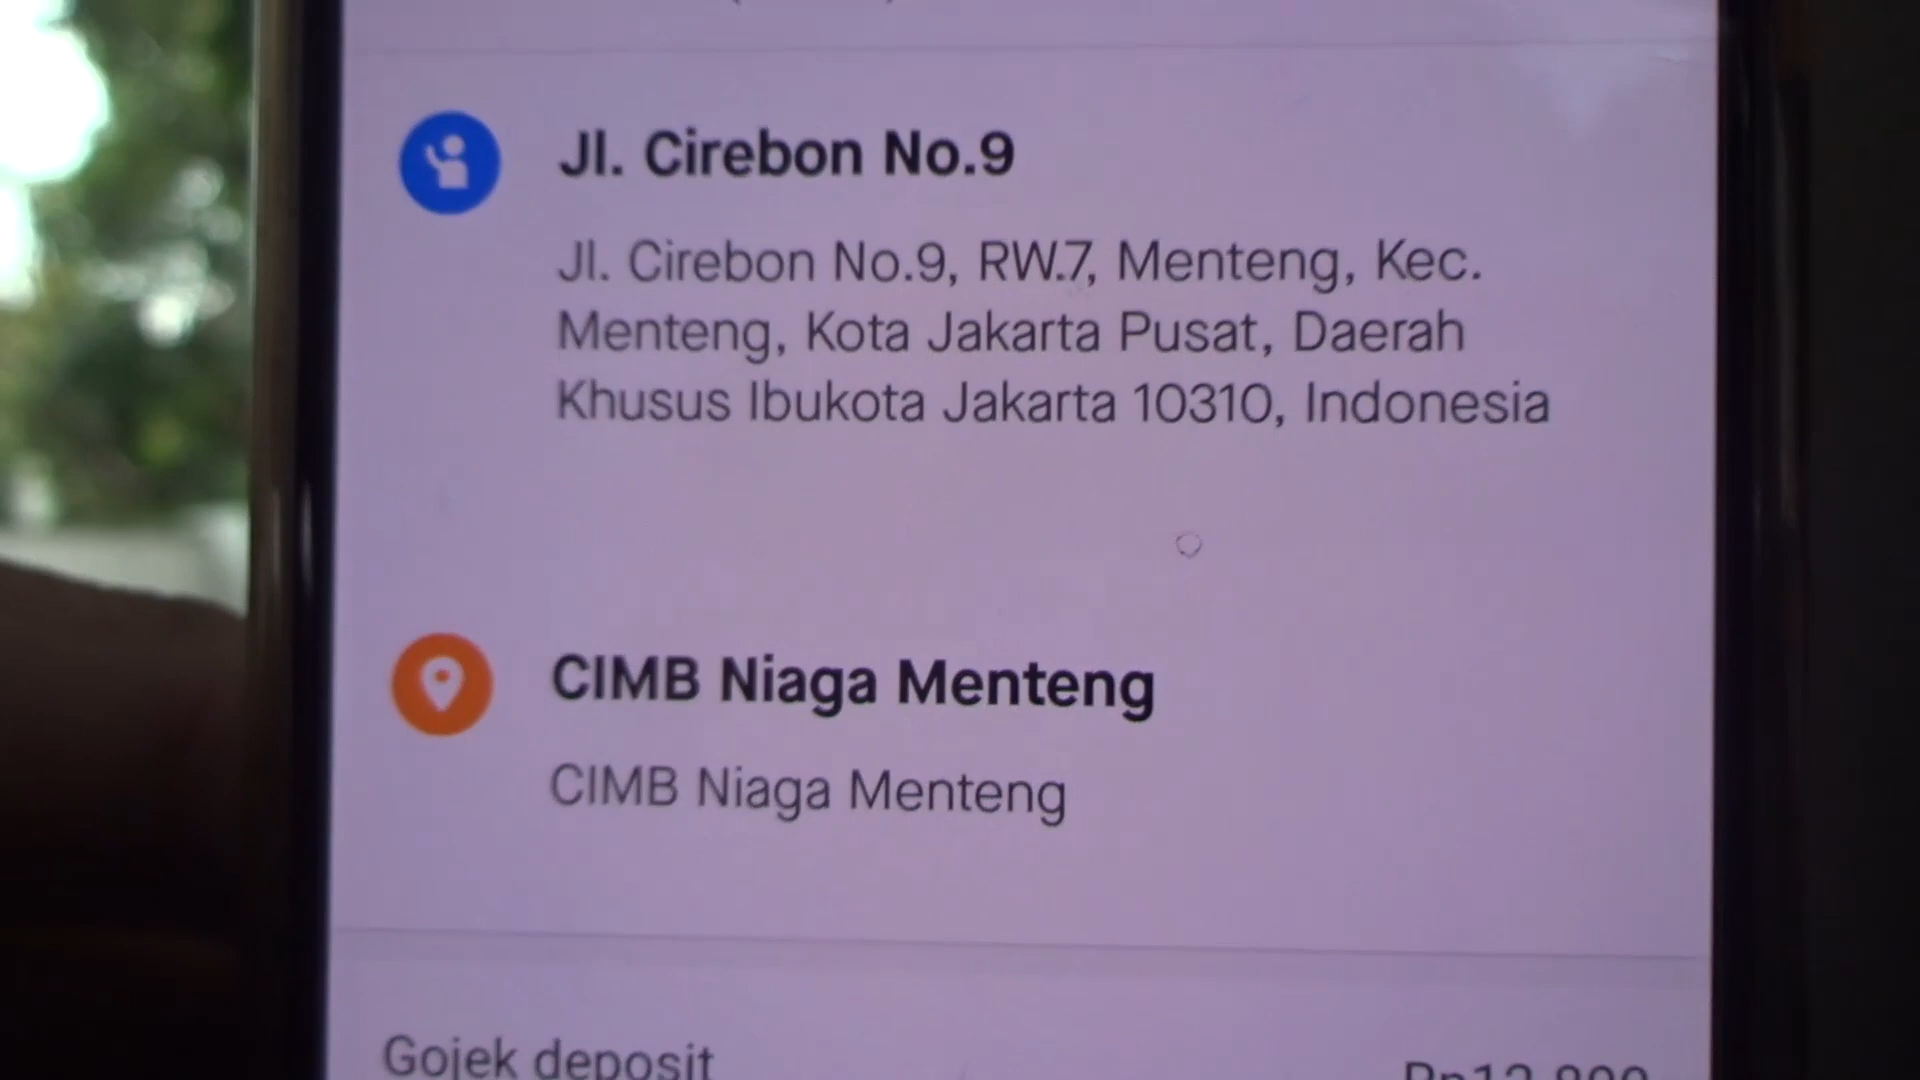 Jl. Cirebon No.9
Jl. Cirebon No.9, RW.7, Menteng, Kec.
Menteng, Kota Jakarta Pusat, Daerah
Khusus Ibukota Jakarta 10310, Indonesia
CIMB Niaga Menteng
CIMB Niaga Menteng
Gojek deposit